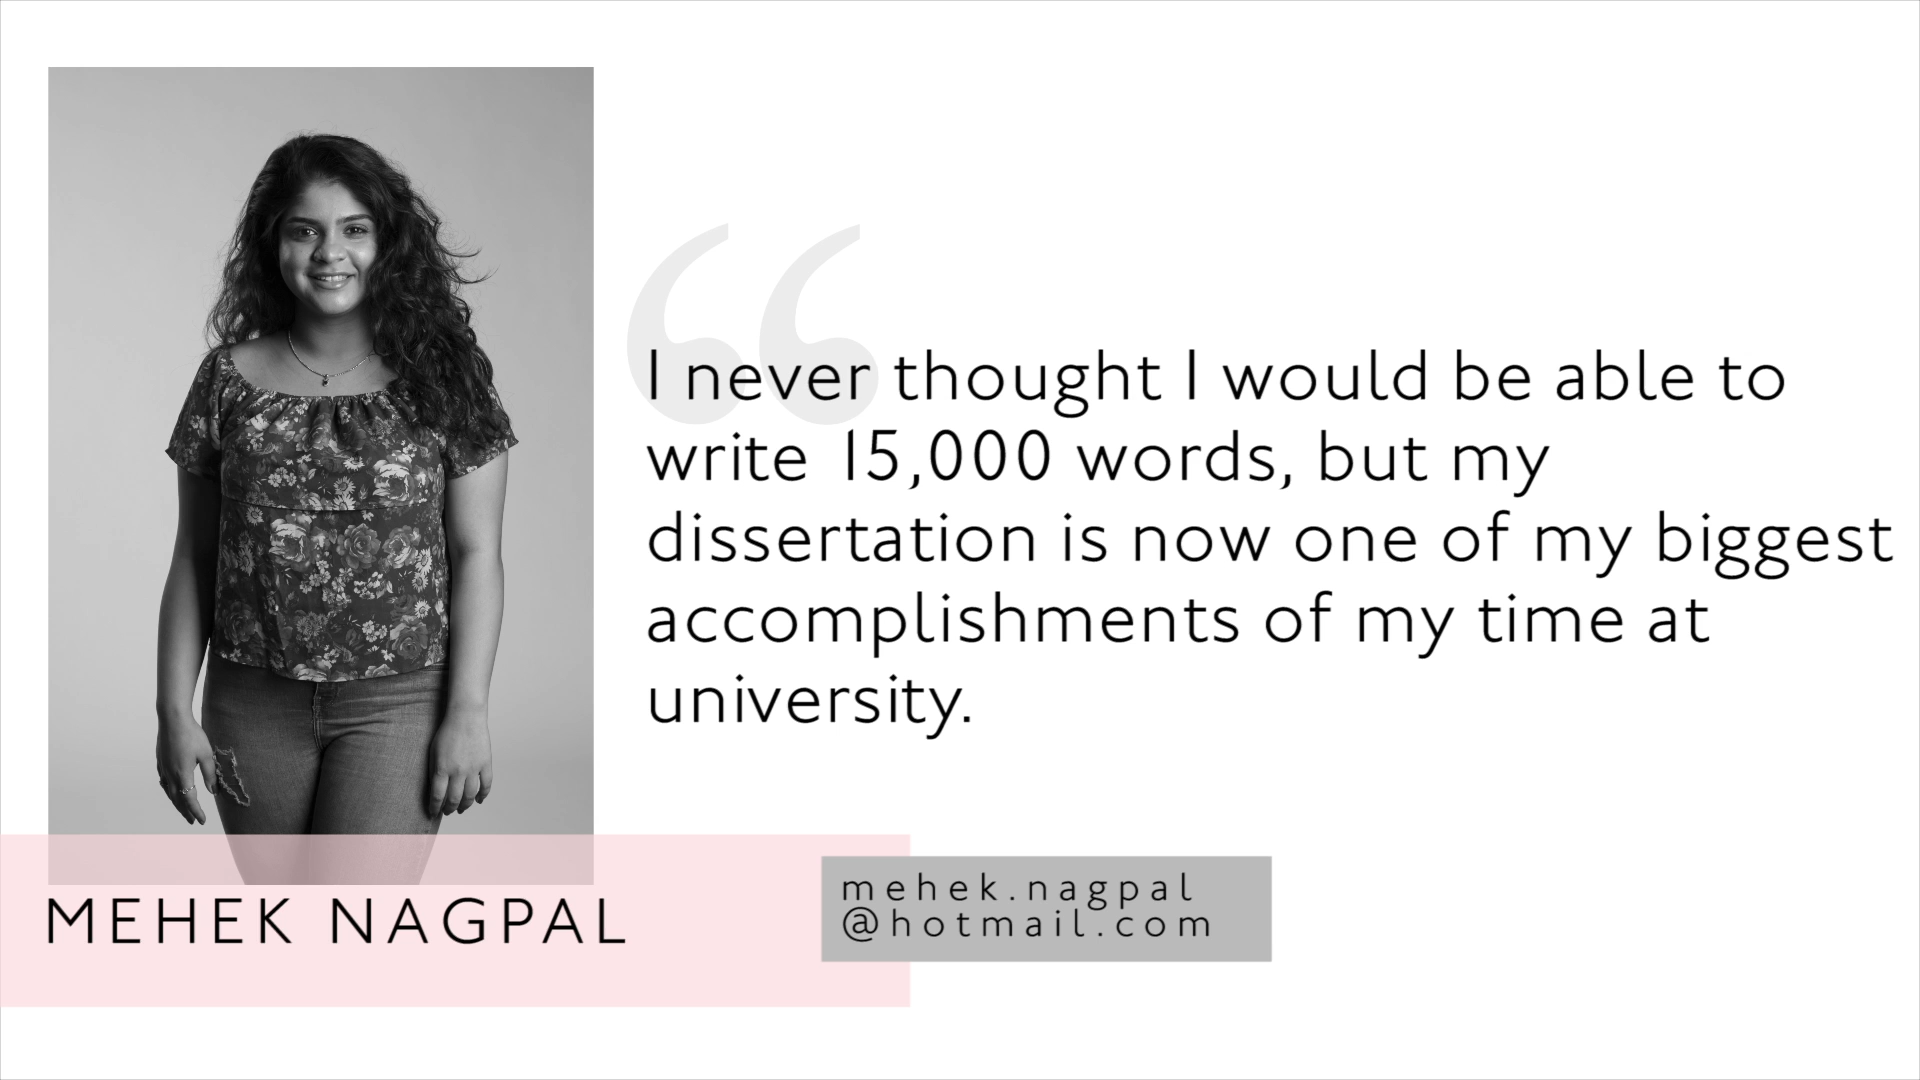 “
I never thought I would be able to
write 15,000 words, but my
dissertation is now one of my biggest
accomplishments of my time at
university.
MEHEK NAGPAL
mehek.nagpal
@hotmail.com